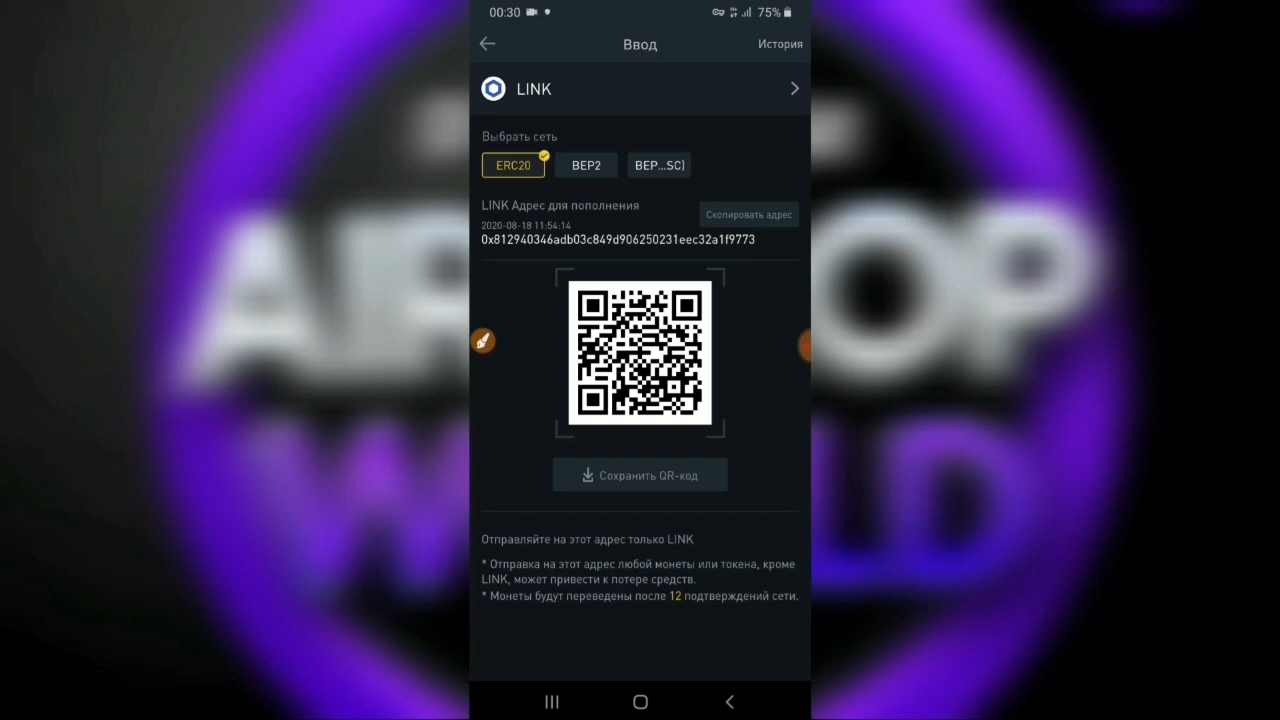 00:30
75%
Ввод
История
LINK
Выбрать сеть
ERC20
BEP2
BEP...SC)
LINK Адрес для пополнения
Скопировать адрес
2020-08-18 11:54:14
0x812940346adb03c849d906250231eec32a1f9773
Сохранить QR-код
Отправляйте на этот адрес только LINK
* Отправка на этот адрес любой монеты или токена, кроме
LINK, может привести к потере средств.
* Монеты будут переведены после 12 подтверждений сети.